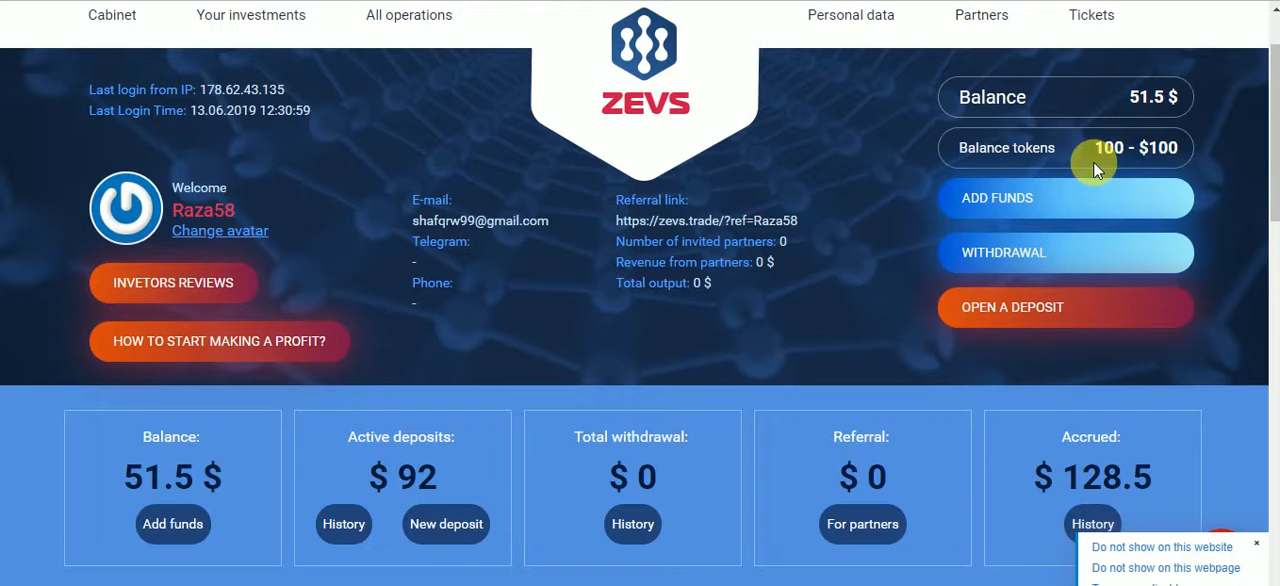 Cabinet Your investments All operations Personal data Partners Tickets
ZEVS
Last login from IP: 178.62.43.135
Last Login Time: 13.06.2019 12:30:59
Balance 51.5 $
Balance tokens 100 - $100
Welcome
Raza58
Change avatar
INVETORS REVIEWS
HOW TO START MAKING A PROFIT?
E-mail:
shafqrw99@gmail.com
Telegram:
-
Phone:
-
Referral link:
https://zevs.trade/?ref=Raza58
Number of invited partners: 0
Revenue from partners: 0 $
Total output: 0 $
ADD FUNDS
WITHDRAWAL
OPEN A DEPOSIT
Balance:
51.5 $
Add funds
Active deposits:
$ 92
History New deposit
Total withdrawal:
$ 0
History
Referral:
$ 0
For partners
Accrued:
$ 128.5
History
Do not show on this website
Do not show on this webpage